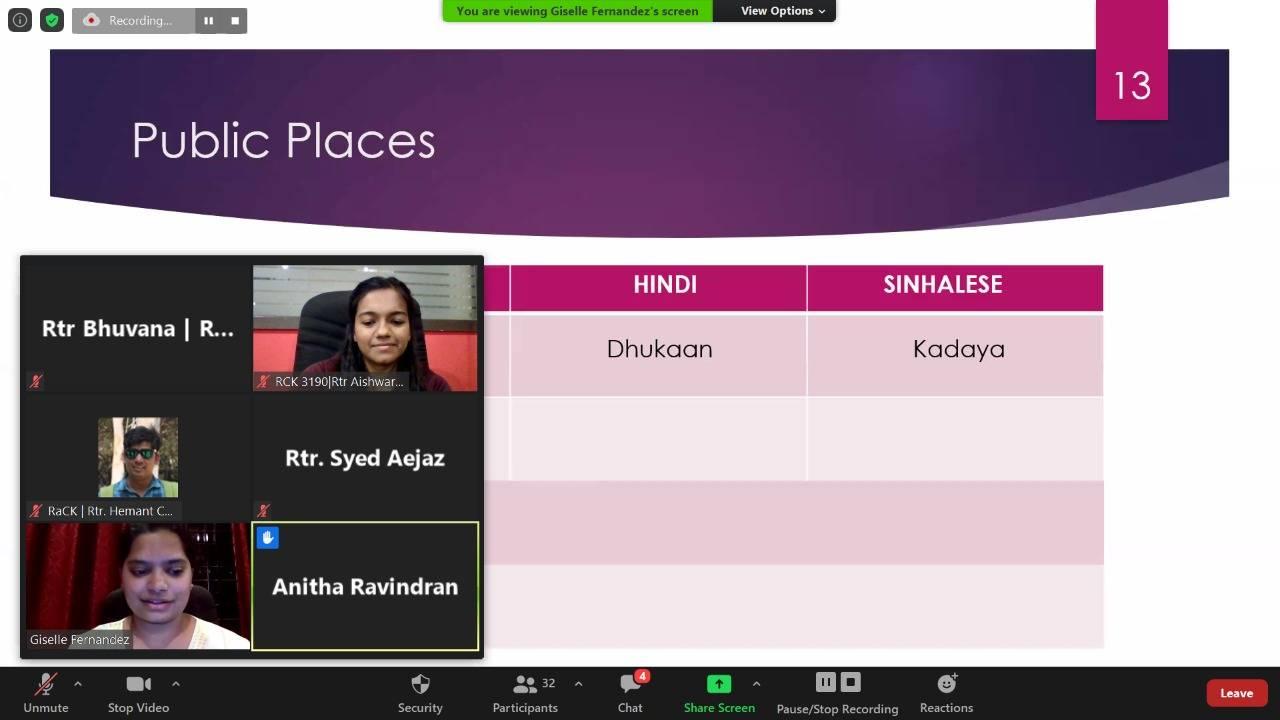 Recording...
You are viewing Giselle Fernandez's screen
View Options
13
Public Places
HINDI
SINHALESE
Dhukaan
Kadaya
Rtr Bhuvana | R...
RCK 3190|Rtr Aishwar...
RaCK | Rtr. Hemant C...
Rtr. Syed Aejaz
Giselle Fernandez
Anitha Ravindran
Unmute
Stop Video
Security
32
Participants
4
Chat
Share Screen
Pause/Stop Recording
Reactions
Leave